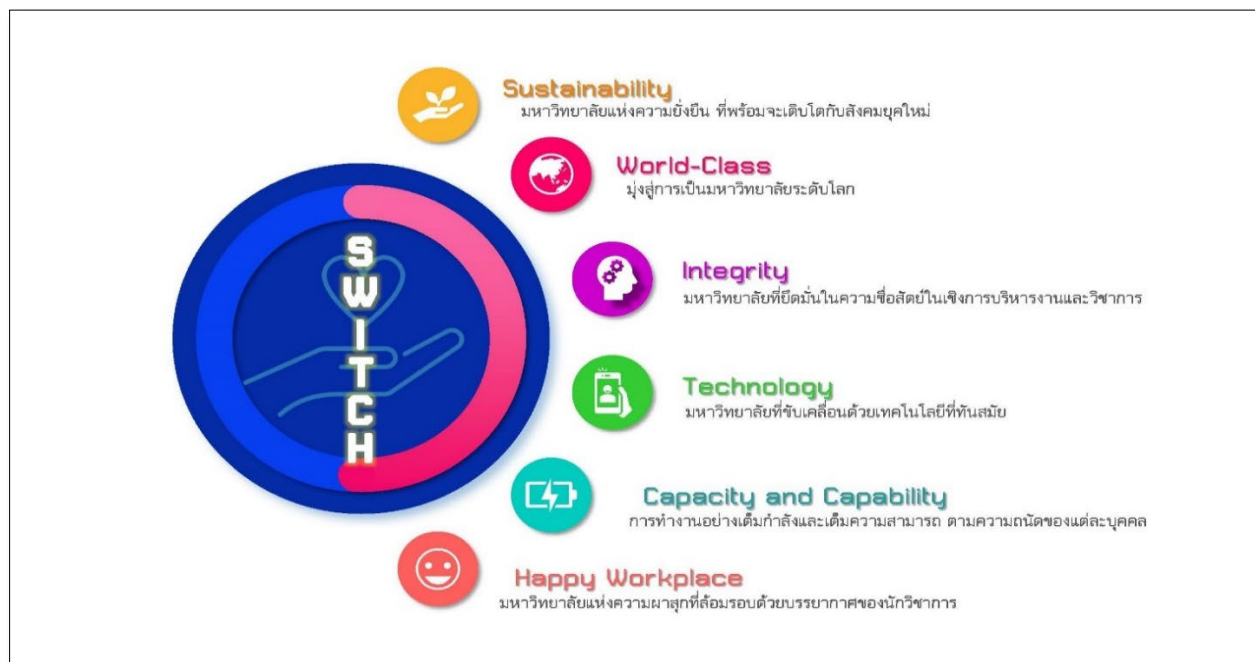 SWITCH
Sustainability
มหาวิทยาลัยแห่งความยั่งยืน ที่พร้อมจะเติบโตกับสังคมยุคใหม่
World-Class
มุ่งสู่การเป็นมหาวิทยาลัยระดับโลก
Integrity
มหาวิทยาลัยที่ยึดมั่นในความซื่อสัตย์ในเชิงการบริหารงานและวิชาการ
Technology
มหาวิทยาลัยที่ขับเคลื่อนด้วยเทคโนโลยีที่ทันสมัย
Capacity and Capability
การทำงานอย่างเต็มกำลังและเต็มความสามารถ ตามความถนัดของแต่ละบุคคล
Happy Workplace
มหาวิทยาลัยแห่งความผาสุกที่ล้อมรอบด้วยบรรยากาศของนักวิชาการ